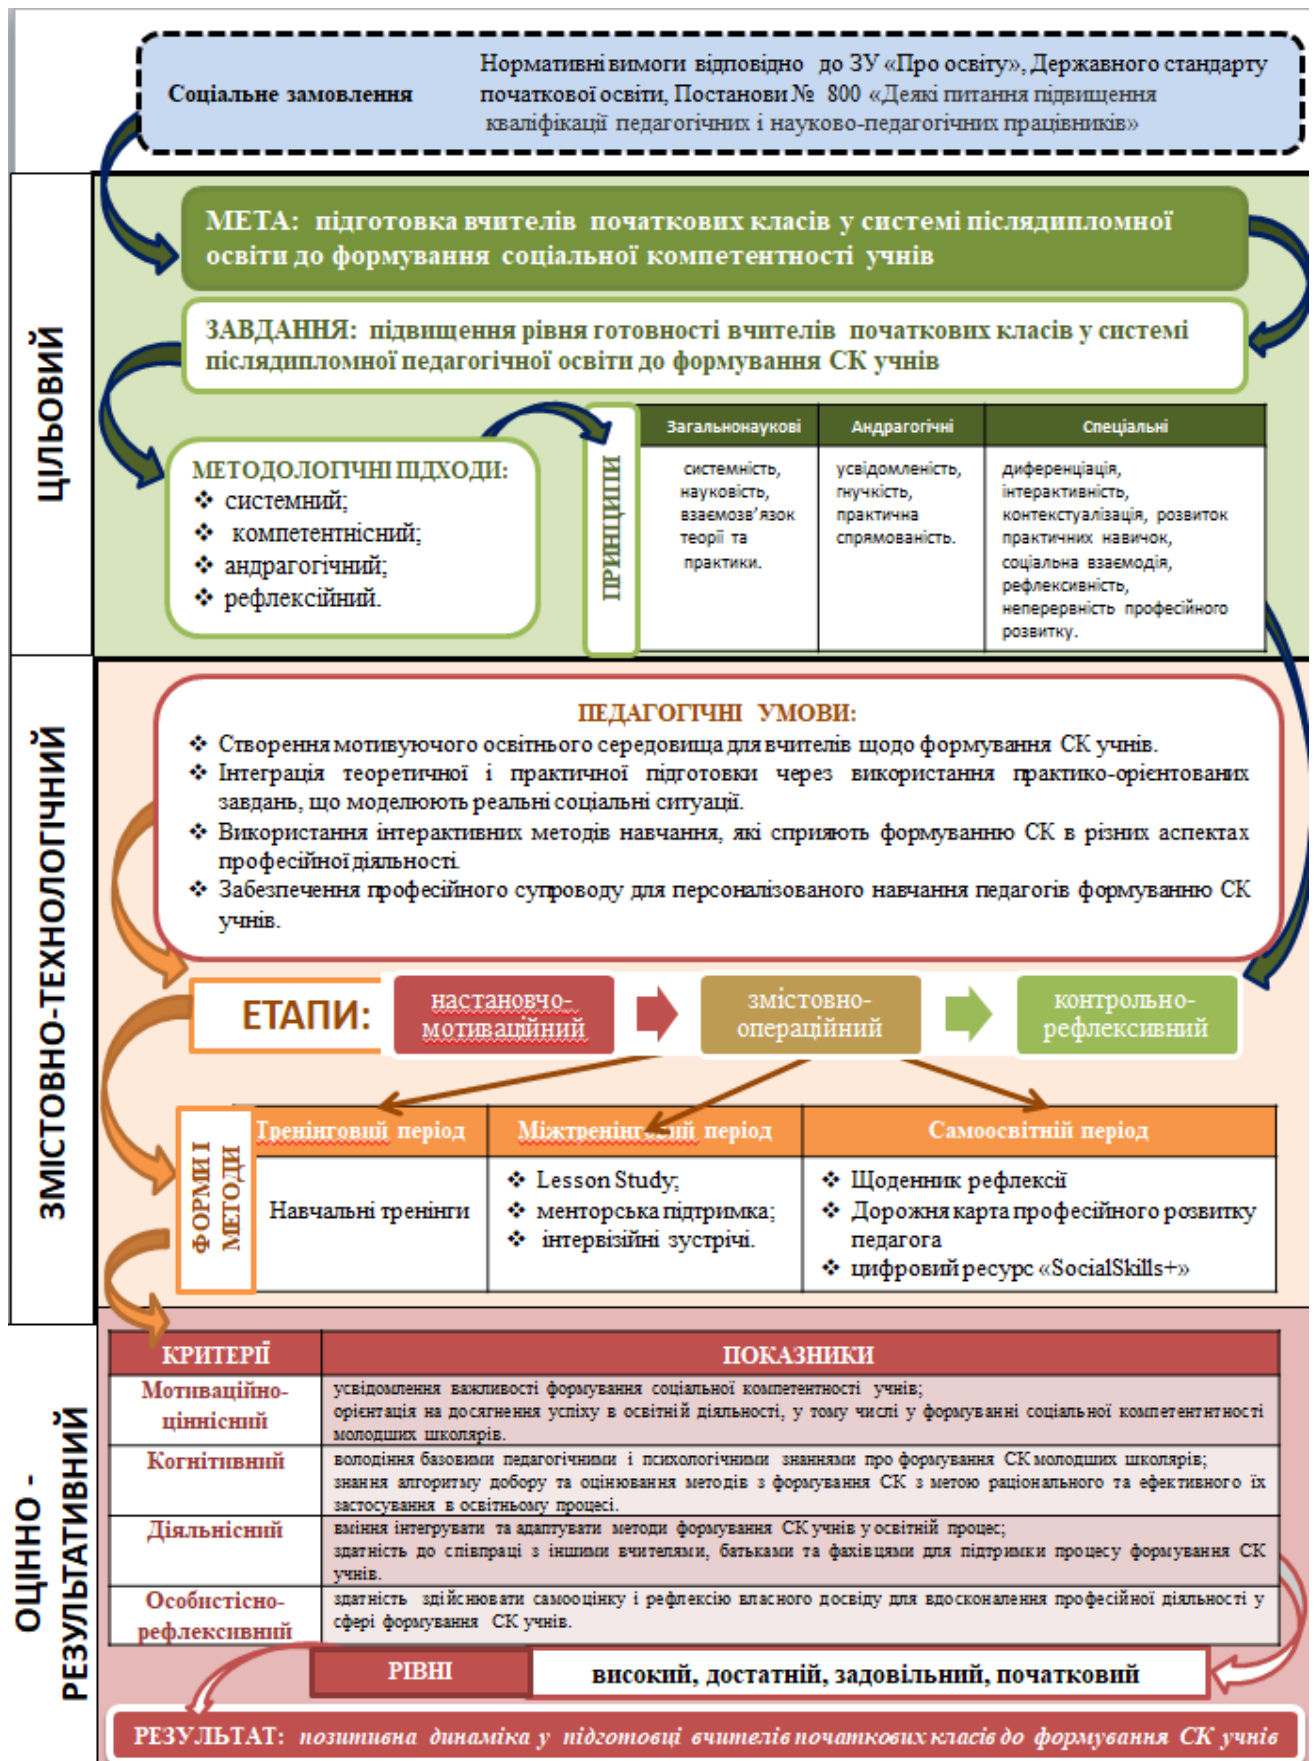 Соціальне замовлення
Нормативні вимоги відповідно до ЗУ «Про освіту», Державного стандарту
початкової освіти, Постанови № 800 «Деякі питання підвищення
кваліфікації педагогічних і науково-педагогічних працівників»
ЦІЛЬОВИЙ
МЕТА: підготовка вчителів початкових класів у системі післядипломної
освіти до формування соціальної компетентності учнів
ЗАВДАННЯ: підвищення рівня готовності вчителів початкових класів у системі
післядипломної педагогічної освіти до формування СК учнів
МЕТОДОЛОГІЧНІ ПІДХОДИ:
❖ системний;
❖ компетентнісний;
❖ андрагогічний;
❖ рефлексійний.
ПРИНЦИПИ
Загальнонаукові
системність,
науковість,
взаємозв’язок
теорії та
практики.
Андрагогічні
усвідомленість,
гнучкість,
практична
спрямованість.
Спеціальні
диференціація,
інтерактивність,
контекстуалізація, розвиток
практичних навичок,
соціальна взаємодія,
рефлексивність,
неперервність професійного
розвитку.
ЗМІСТОВНО-ТЕХНОЛОГІЧНИЙ
ПЕДАГОГІЧНІ УМОВИ:
❖ Створення мотивуючого освітнього середовища для вчителів щодо формування СК учнів.
❖ Інтеграція теоретичної і практичної підготовки через використання практико-орієнтованих
завдань, що моделюють реальні соціальні ситуації.
❖ Використання інтерактивних методів навчання, які сприяють формуванню СК в різних аспектах
професійної діяльності.
❖ Забезпечення професійного супроводу для персоналізованого навчання педагогів формуванню СК
учнів.
ЕТАПИ:
настановчо-
мотиваційний
змістовно-
операційний
контрольно-
рефлексивний
ФОРМИ І
МЕТОДИ
Тренінговий період
Навчальні тренінги
Міжтренінговий період
❖ Lesson Study;
❖ менторська підтримка;
❖ інтервізійні зустрічі.
Самоосвітній період
❖ Щоденник рефлексії
❖ Дорожня карта професійного розвитку
педагога
❖ цифровий ресурс «SocialSkills+»
ОЦІННО -
РЕЗУЛЬТАТИВНИЙ
КРИТЕРІЇ
ПОКАЗНИКИ
Мотиваційно-
ціннісний
усвідомлення важливості формування соціальної компетентності учнів;
орієнтація на досягнення успіху в освітній діяльності, у тому числі у формуванні соціальної компетентнтності
молодших школярів.
Когнітивний
володіння базовими педагогічними і психологічними знаннями про формування СК молодших школярів;
знання алгоритму добору та оцінювання методів з формування СК з метою раціонального та ефективного їх
застосування в освітньому процесі.
Діяльнісний
вміння інтегрувати та адаптувати методи формування СК учнів у освітній процес;
здатність до співпраці з іншими вчителями, батьками та фахівцями для підтримки процесу формування СК
учнів.
Особистісно-
рефлексивний
здатність здійснювати самооцінку і рефлексію власного досвіду для вдосконалення професійної діяльності у
сфері формування СК учнів.
РІВНІ
високий, достатній, задовільний, початковий
РЕЗУЛЬТАТ: позитивна динаміка у підготовці вчителів початкових класів до формування СК учнів